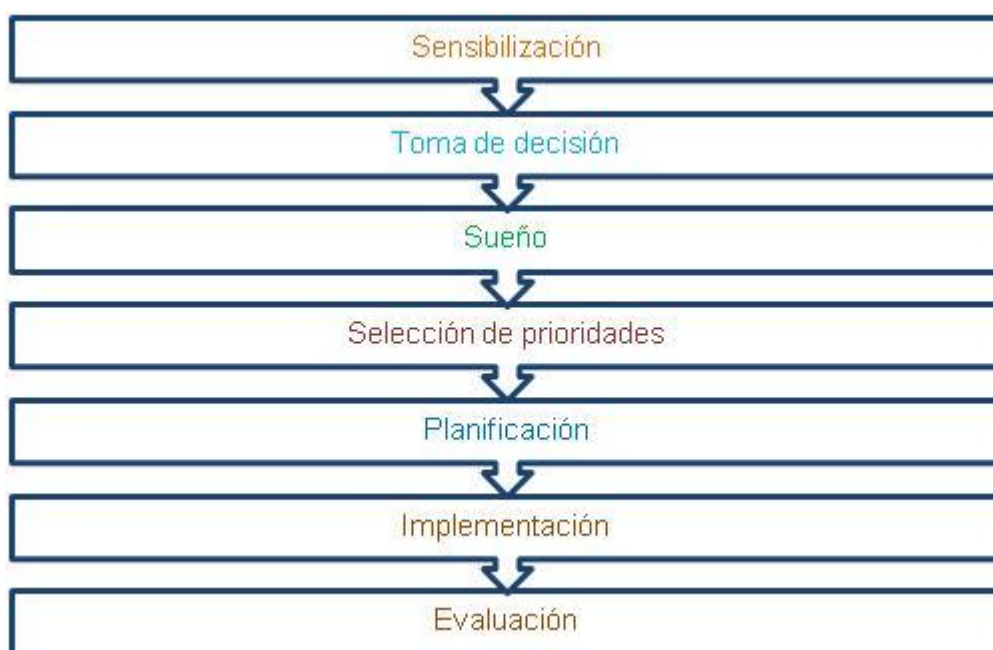 Sensibilización
Toma de decisión
Sueño
Selección de prioridades
Planificación
Implementación
Evaluación